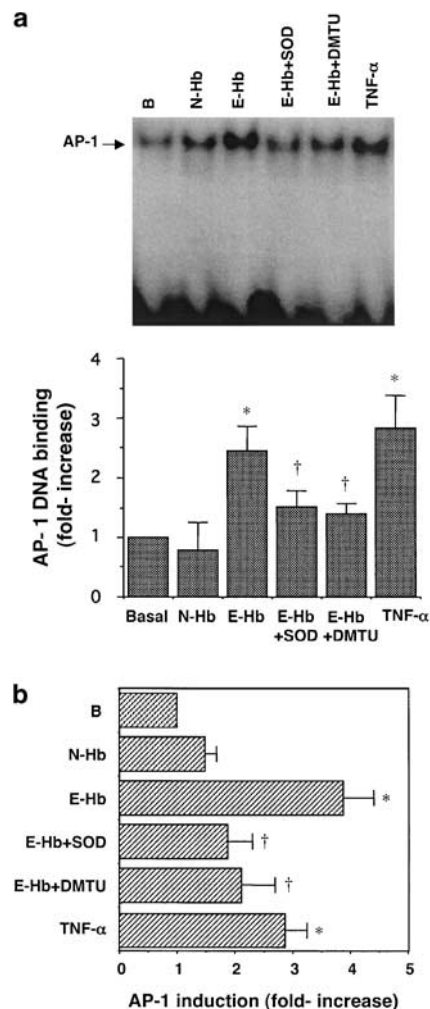 a
B N-Hb E-Hb E-Hb+SOD E-Hb+DMTU TNF-α
AP-1
AP-1 DNA binding
(fold- increase)
4
3
2
1
0
* † † *
Basal N-Hb E-Hb E-Hb E-Hb TNF-α
+SOD +DMTU
b
B
N-Hb
E-Hb *
E-Hb+SOD †
E-Hb+DMTU †
TNF-α *
0 1 2 3 4 5
AP-1 induction (fold- increase)